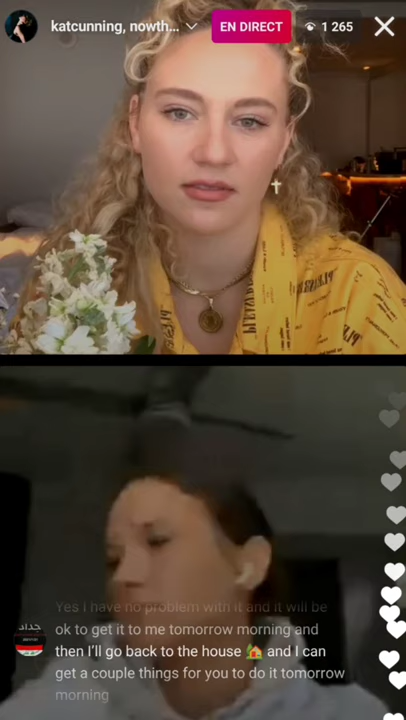 katcunning, nowth...
EN DIRECT
1 265
Yes I have no problem with it and it will be
ok to get it to me tomorrow morning and
then I'll go back to the house 🏡 and I can
get a couple things for you to do it tomorrow
morning